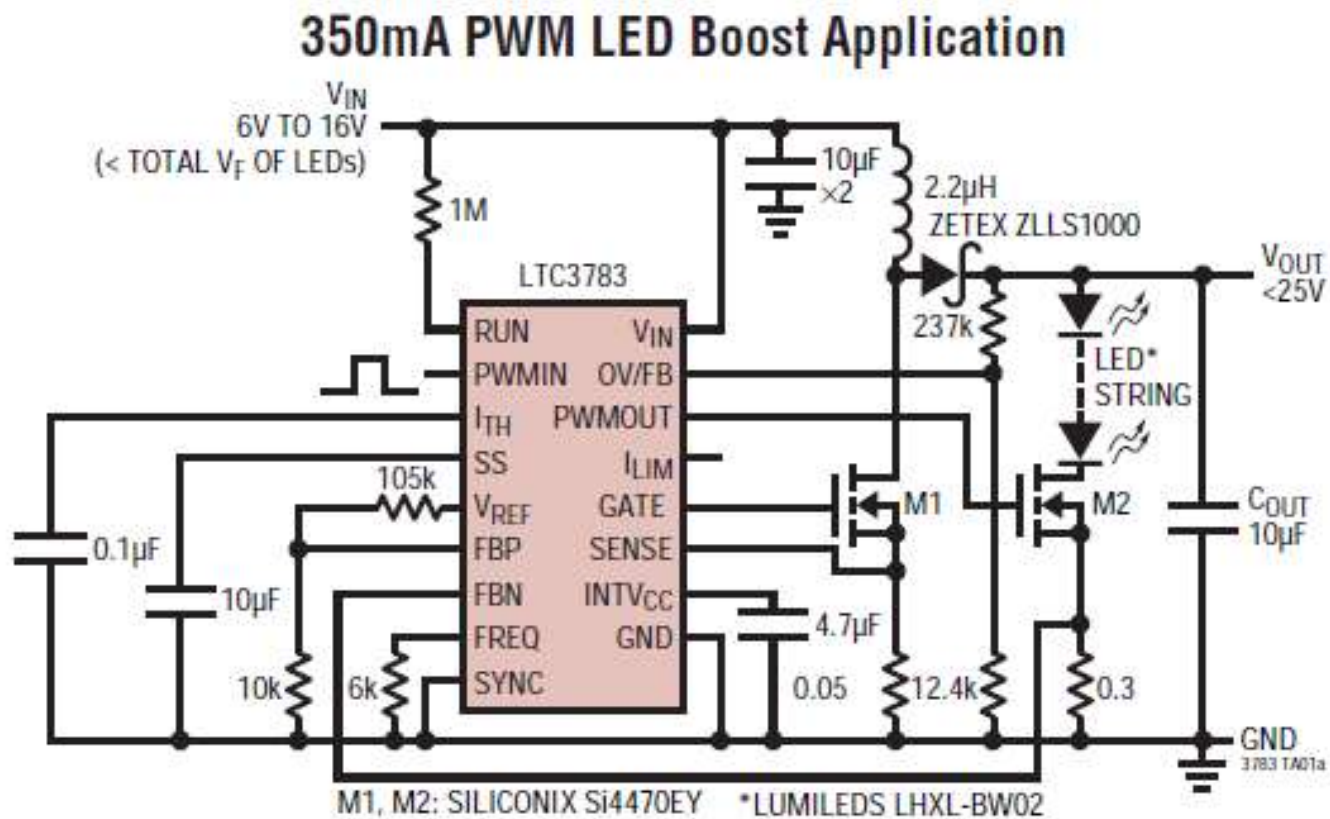 350mA PWM LED Boost Application
VIN
6V TO 16V
(< TOTAL VF OF LEDs)
1M
10µF
×2
2.2µH
ZETEX ZLLS1000
LTC3783
VOUT
<25V
237k
RUN
VIN
PWMIN
OV/FB
LED*
STRING
ITH
PWMOUT
SS
ILIM
105k
VREF
GATE
M1
M2
COUT
10µF
FBP
SENSE
0.1µF
10µF
FBN
INTVCC
4.7µF
FREQ
GND
10k
6k
SYNC
0.05
12.4k
0.3
GND
3783 TA01a
M1, M2: SILICONIX Si4470EY
*LUMILEDS LHXL-BW02